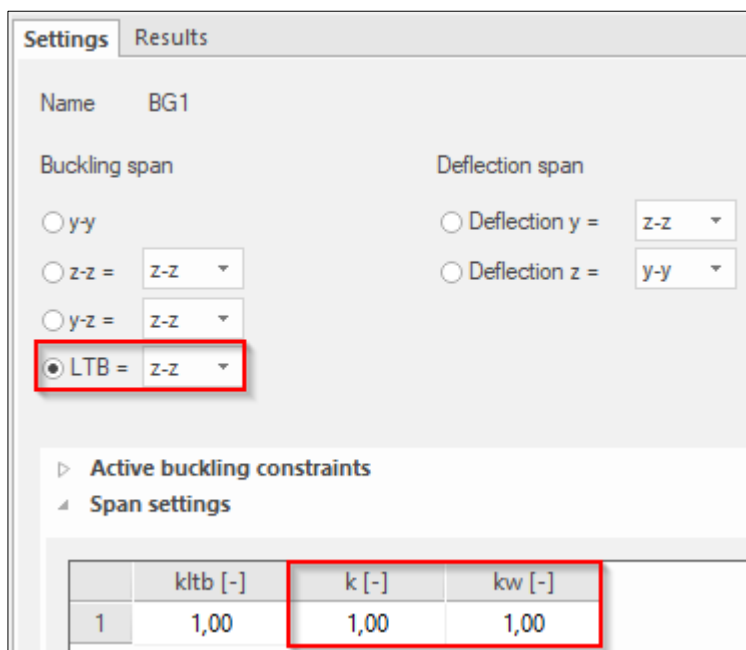 Settings Results
Name BG1
Buckling span Deflection span
y-y Deflection y = z-z
z-z = z-z Deflection z = y-y
y-z = z-z
LTB = z-z
Active buckling constraints
Span settings
kltb [-] k [-] kw [-]
1 1,00 1,00 1,00